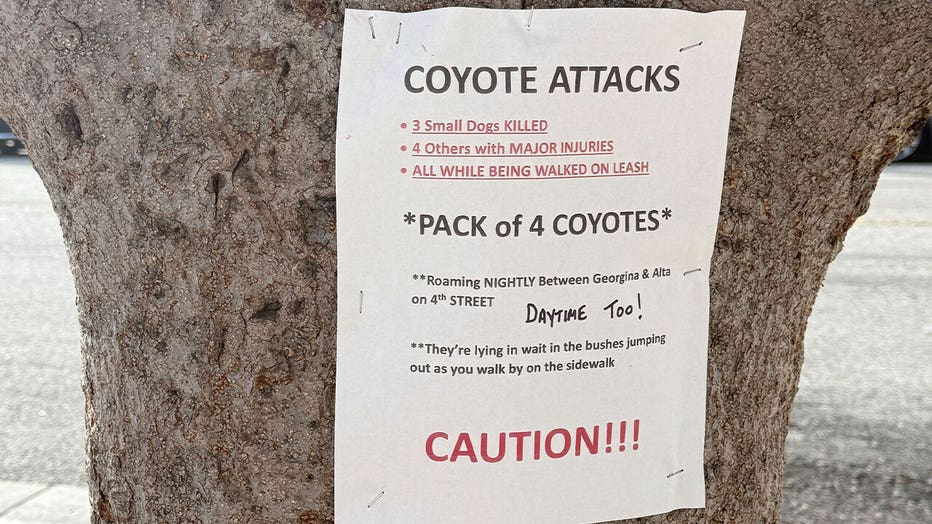 COYOTE ATTACKS
• 3 Small Dogs KILLED
• 4 Others with MAJOR INJURIES
• ALL WHILE BEING WALKED ON LEASH
*PACK of 4 COYOTES*
**Roaming NIGHTLY Between Georgina & Alta
on 4th STREET
DAYTIME TOO!
**They're lying in wait in the bushes jumping
out as you walk by on the sidewalk
CAUTION!!!